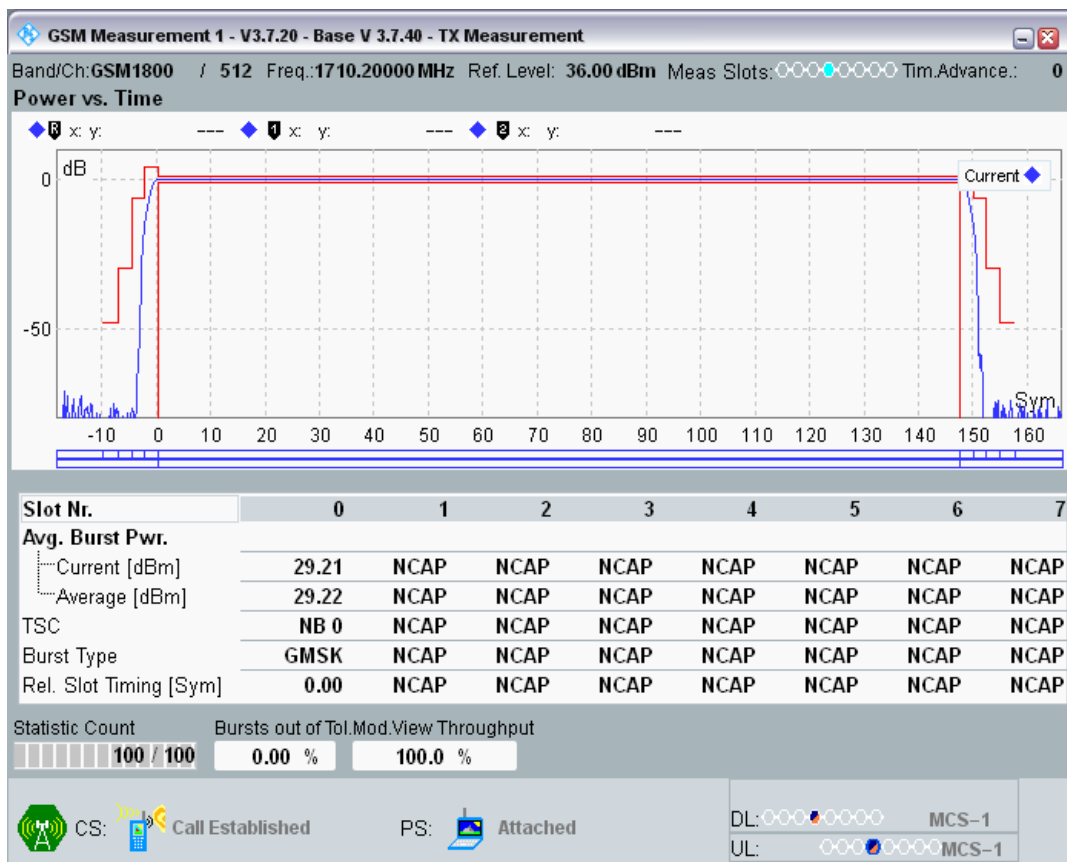 GSM Measurement 1 - V3.7.20 - Base V 3.7.40 - TX Measurement
Band/Ch:GSM1800 / 512 Freq.:1710.20000 MHz Ref. Level: 36.00 dBm Meas Slots: Tim.Advance.: 0
Power vs. Time
R x: y: --- 1 x: y: --- 2 x: y: ---
dB
Current
0
-50
Sym
-10 0 10 20 30 40 50 60 70 80 90 100 110 120 130 140 150 160
Slot Nr. 0 1 2 3 4 5 6 7
Avg. Burst Pwr.
Current [dBm] 29.21 NCAP NCAP NCAP NCAP NCAP NCAP NCAP
Average [dBm] 29.22 NCAP NCAP NCAP NCAP NCAP NCAP NCAP
TSC NB 0 NCAP NCAP NCAP NCAP NCAP NCAP NCAP
Burst Type GMSK NCAP NCAP NCAP NCAP NCAP NCAP NCAP
Rel. Slot Timing [Sym] 0.00 NCAP NCAP NCAP NCAP NCAP NCAP NCAP
Statistic Count Bursts out of Tol.Mod.View Throughput
100 / 100 0.00 % 100.0 %
CS: Call Established PS: Attached
DL: MCS-1
UL: MCS-1